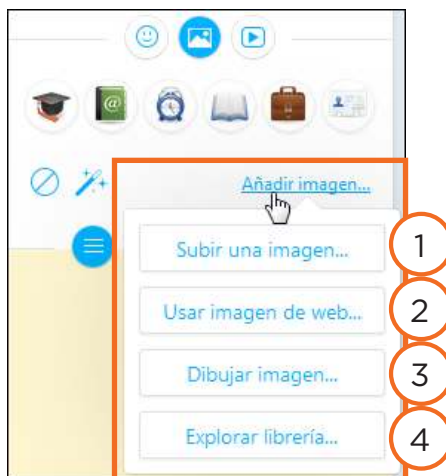 Añadir imagen...
Subir una imagen...
1
Usar imagen de web...
2
Dibujar imagen...
3
Explorar librería...
4